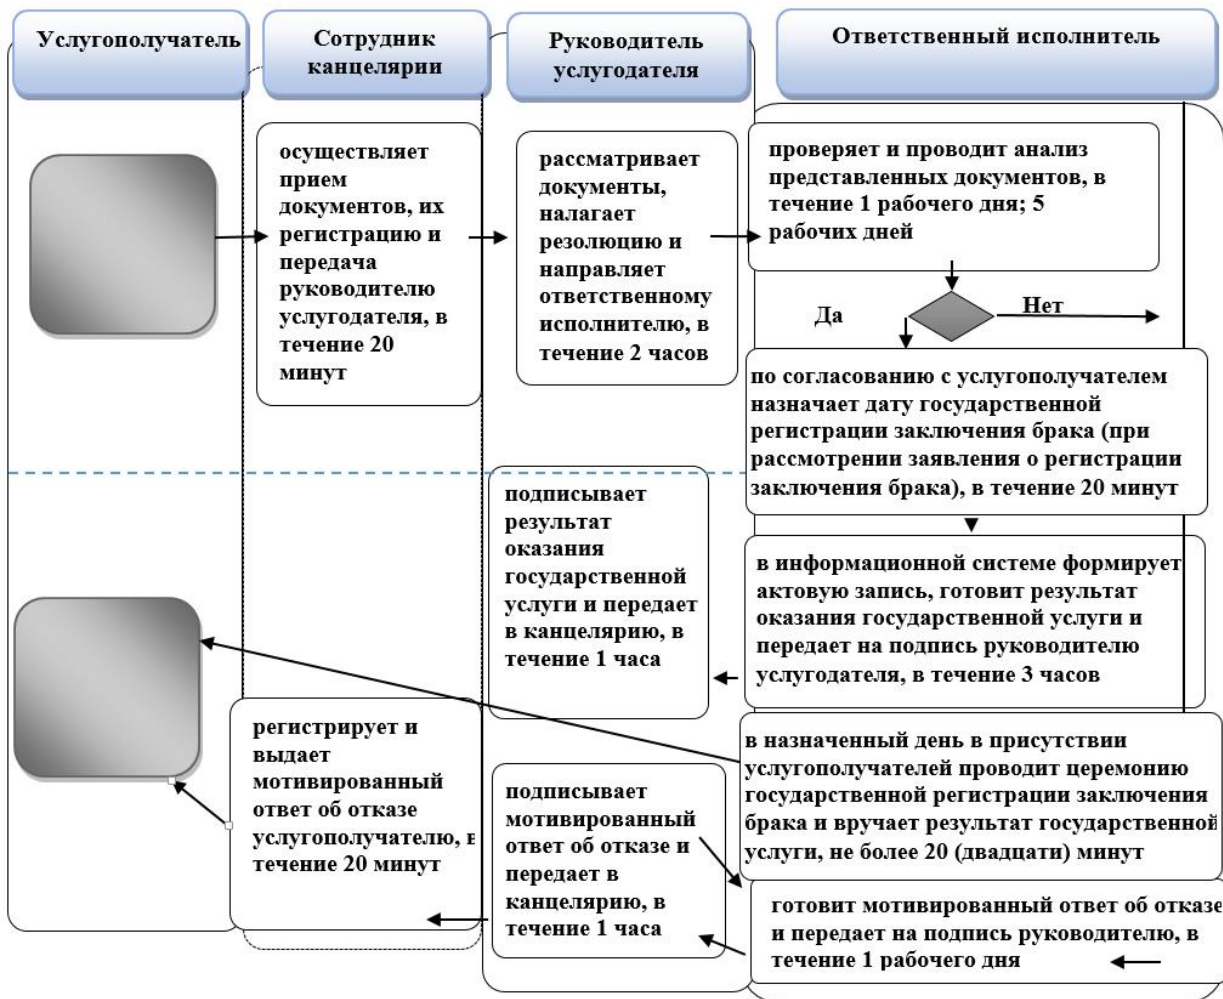 Услугополучатель
Сотрудник
канцелярии
Руководитель
услугодателя
Ответственный исполнитель
осуществляет
прием
документов, их
регистрацию и
передача
руководителю
услугодателя, в
течение 20
минут
рассматривает
документы,
налагает
резолюцию и
направляет
ответственному
исполнителю, в
течение 2 часов
проверяет и проводит анализ
представленных документов, в
течение 1 рабочего дня; 5
рабочих дней
Да
Нет
по согласованию с услугополучателем
назначает дату государственной
регистрации заключения брака (при
рассмотрении заявления о регистрации
заключения брака), в течение 20 минут
подписывает
результат
оказания
государственной
услуги и передает
в канцелярию, в
течение 1 часа
в информационной системе формирует
актовую запись, готовит результат
оказания государственной услуги и
передает на подпись руководителю
услугодателя, в течение 3 часов
регистрирует и
выдает
мотивированный
ответ об отказе
услугополучателю, в
течение 20 минут
подписывает
мотивированный
ответ об отказе и
передает в
канцелярию, в
течение 1 часа
в назначенный день в присутствии
услугополучателей проводит церемонию
государственной регистрации заключения
брака и вручает результат государственной
услуги, не более 20 (двадцати) минут
готовит мотивированный ответ об отказе
и передает на подпись руководителю, в
течение 1 рабочего дня